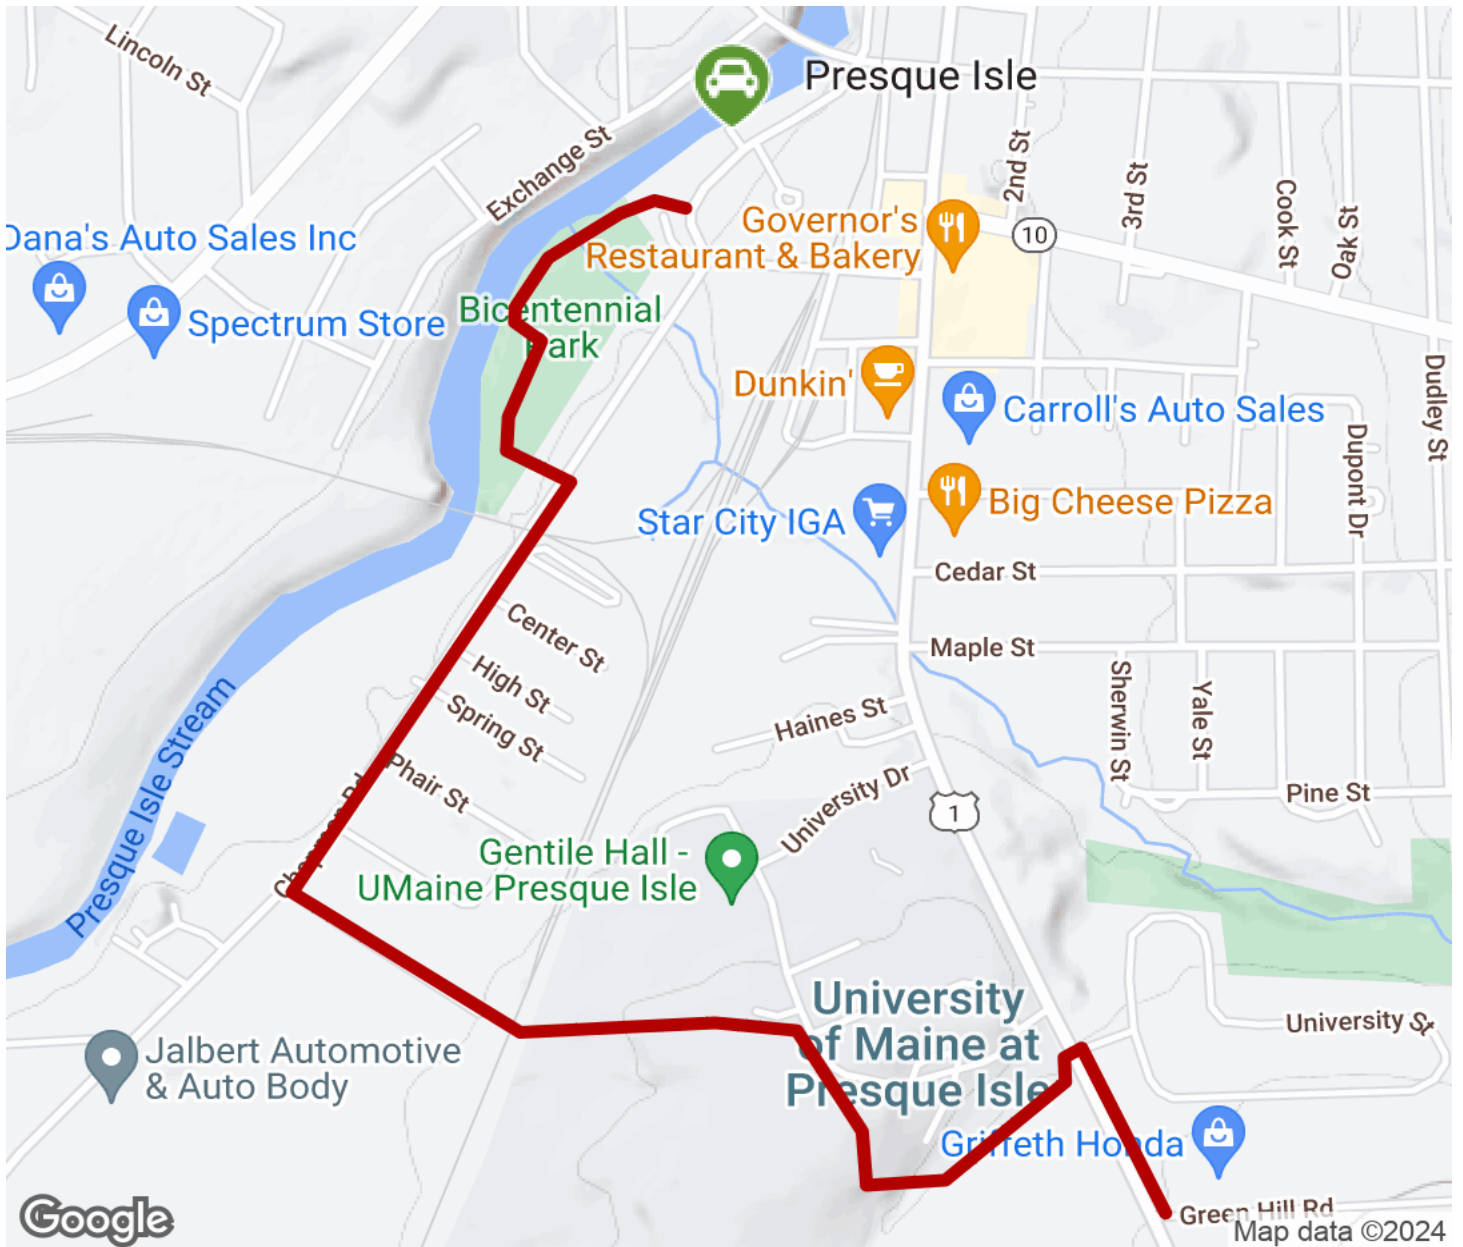 Lincoln St
Presque Isle
Exchange St
2nd St
3rd St
Cook St
Oak St
Dana's Auto Sales Inc
Governor's
Restaurant & Bakery
10
Spectrum Store
Bicentennial
Park
Dunkin'
Carroll's Auto Sales
Dudley St
Dupont Dr
Star City IGA
Big Cheese Pizza
Cedar St
Center St
Maple St
High St
Sherwin St
Yale St
Spring St
Haines St
Presque Isle Stream
Phair St
University Dr
1
Pine St
Chapman Rd
Gentile Hall -
UMaine Presque Isle
University
of Maine at
Presque Isle
University St
Jalbert Automotive
& Auto Body
Griffeth Honda
Green Hill Rd
Google
Map data ©2024